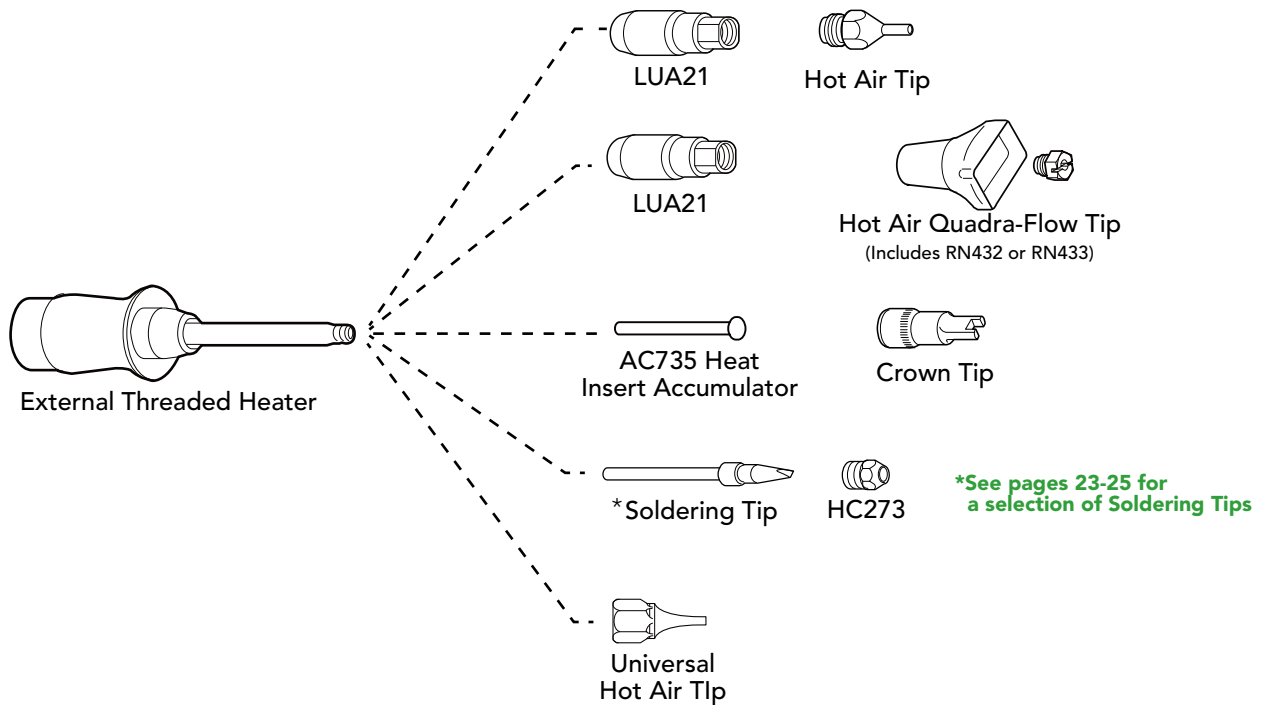 LUA21
Hot Air Tip
LUA21
Hot Air Quadra-Flow Tip
(Includes RN432 or RN433)
External Threaded Heater
AC735 Heat
Insert Accumulator
Crown Tip
*Soldering Tip
HC273
*See pages 23-25 for
a selection of Soldering Tips
Universal
Hot Air TIp